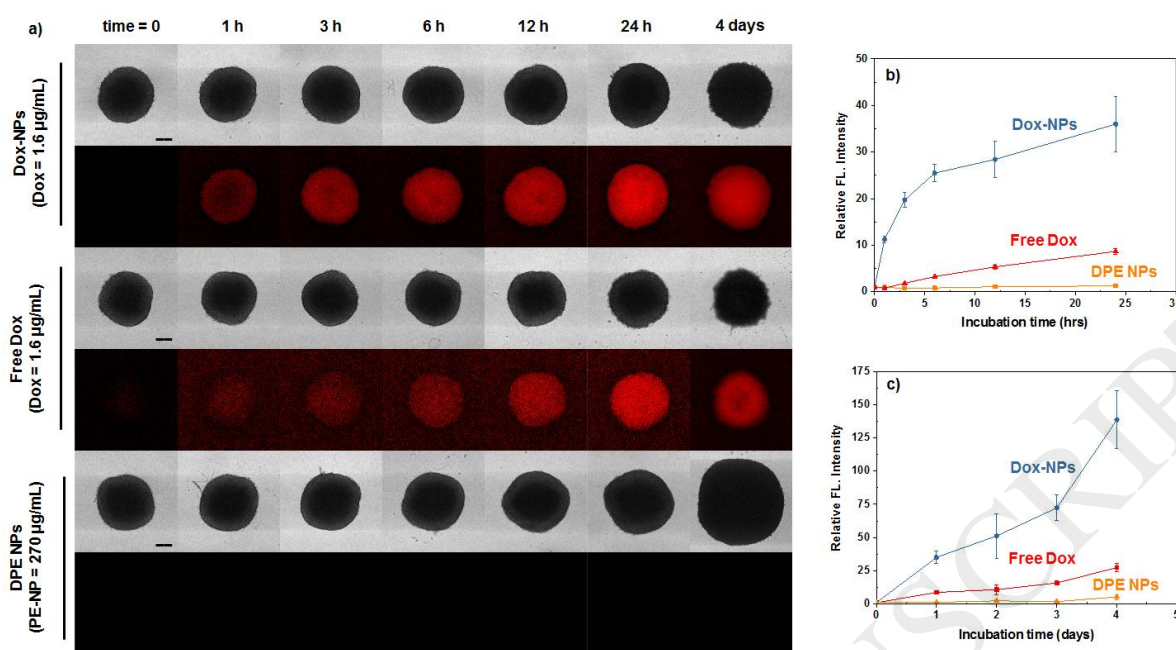 a)
time = 0 1 h 3 h 6 h 12 h 24 h 4 days
Dox-NPs
(Dox = 1.6 µg/mL)
Free Dox
(Dox = 1.6 µg/mL)
DPE NPs
(PE-NP = 270 µg/mL)
b)
50
40
30
20
10
0
Relative FL. Intensity
Dox-NPs
Free Dox
DPE NPs
0 5 10 15 20 25
Incubation time (hrs)
c)
175
150
125
100
75
50
25
0
Relative FL. Intensity
Dox-NPs
Free Dox
DPE NPs
0 1 2 3 4
Incubation time (days)